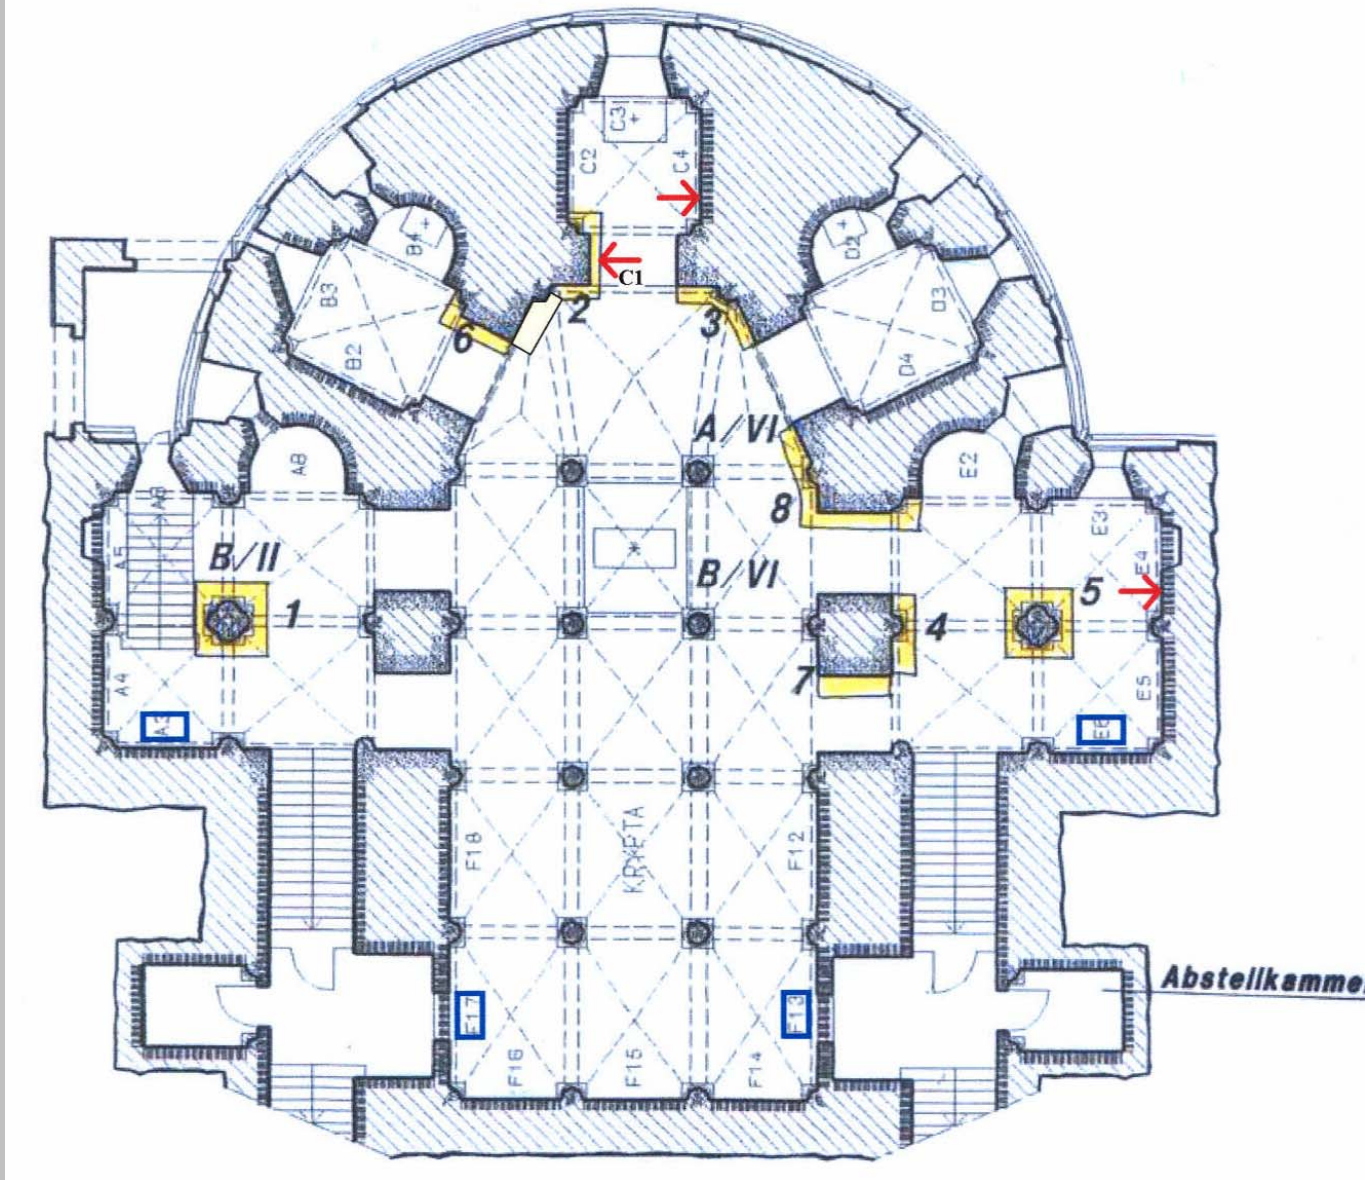 C3
C2
C4
C1
2
3
6
B4
B3
B2
D2
D3
D4
A/VI
A8
E2
8
E3
B/II
B/VI
E4
A5
1
4
5
7
A4
E5
A3
E6
F18
KRYPTA
F12
Abstellkammer
F17
F13
F16
F15
F14